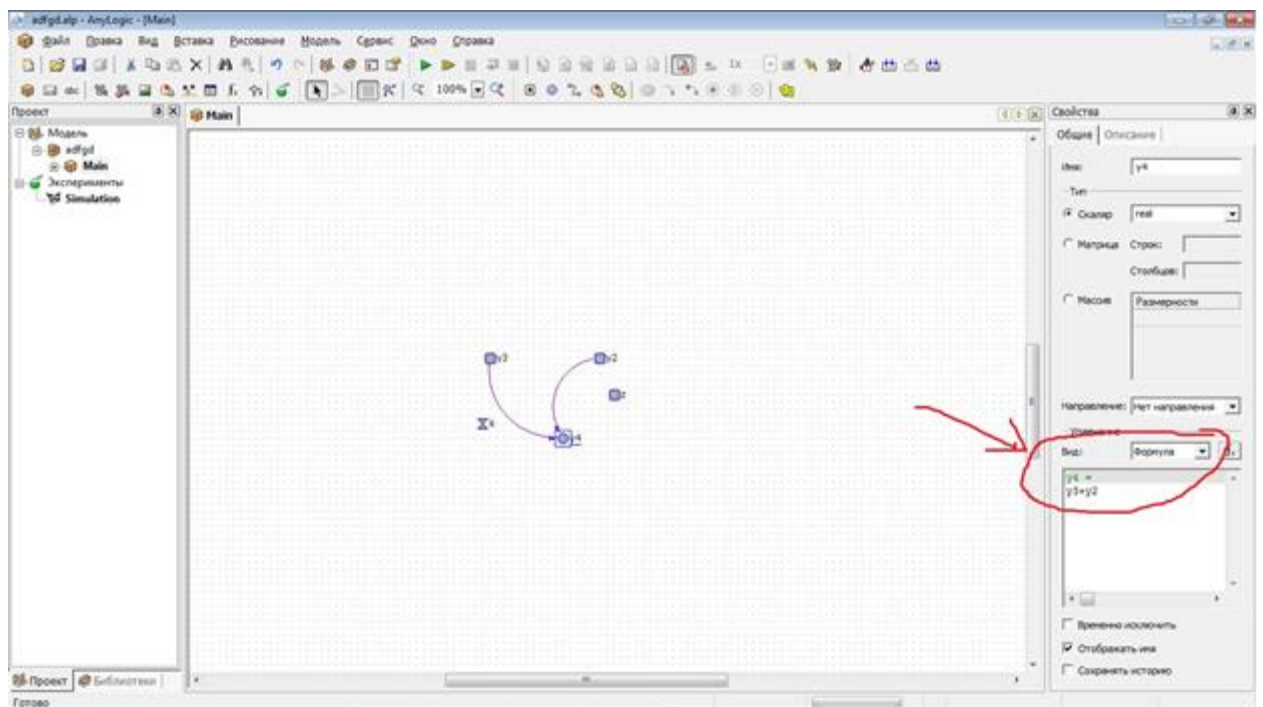 adfgd.alp - AnyLogic - [Main]
Файл Правка Вид Вставка Рисование Модель Сервис Окно Справка
100%
Проект
Main
Свойства
Модель
adfgd
Main
Эксперименты
Simulation
Общие Описание
Имя: y4
Тип
Скаляр real
Матрица Строк:
Столбцов:
Массив Размерности
y3 y2
z
x
y4
Направление: Нет направления
Уравнение
Вид: Формула
y4 =
y3+y2
Временно исключить
Отображать имя
Сохранять историю
Проект Библиотеки
Готово